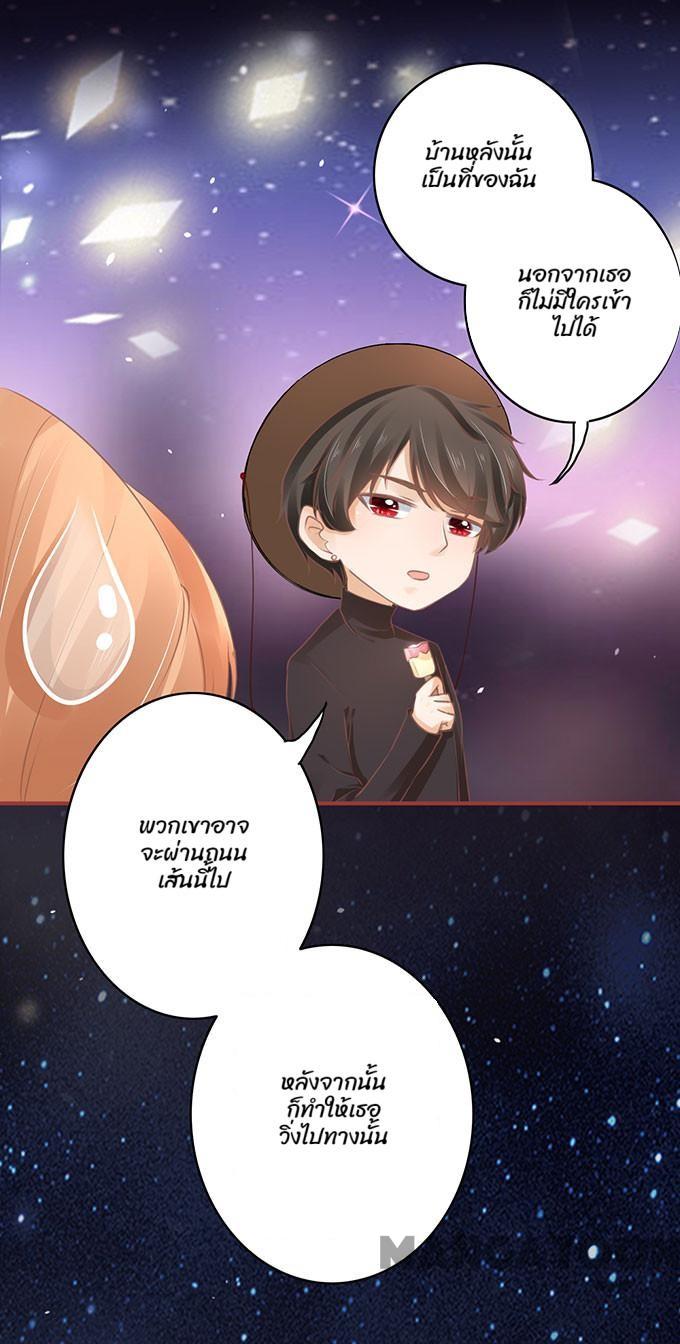 บ้านหลังนั้น
เป็นที่ของฉัน
นอกจากเธอ
ก็ไม่มีใครเข้า
ไปได้
พวกเขาอาจ
จะผ่านถนน
เส้นนี้ไป
หลังจากนั้น
ก็ทำให้เธอ
วิ่งไปทางนั้น